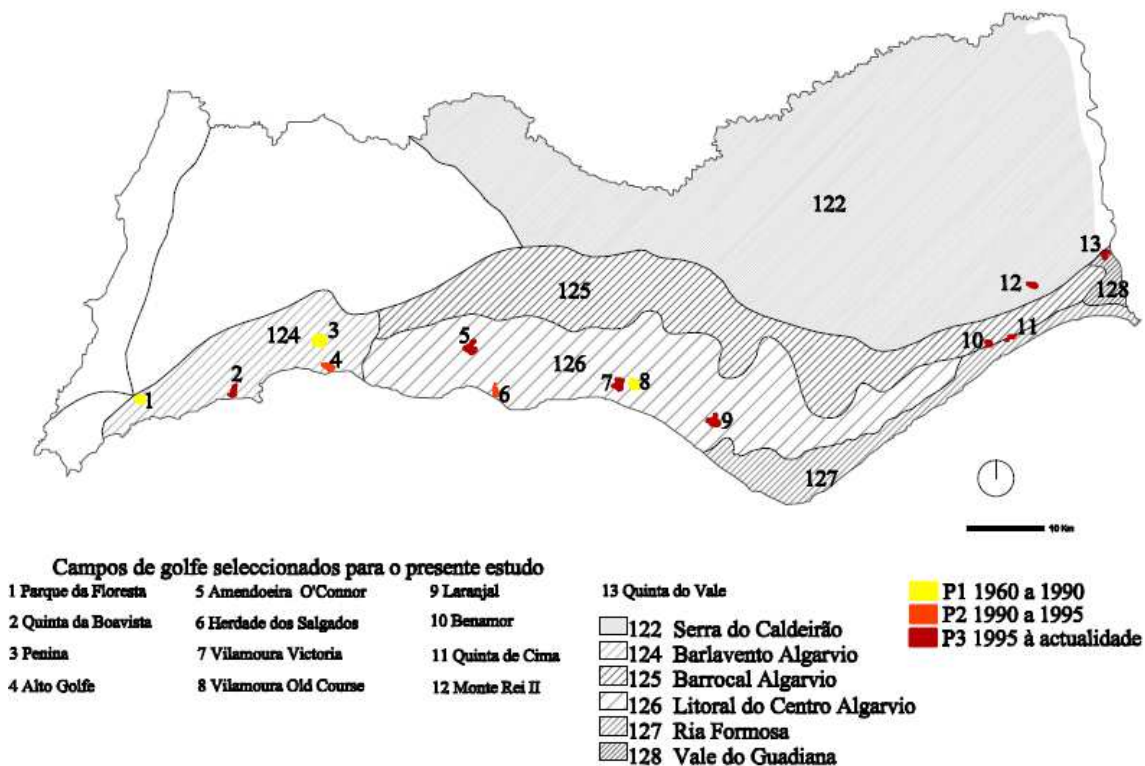 122
13
12
128
125
11
10
124
3
5
4
126
2
7
8
6
1
9
127
10 Km
Campos de golfe seleccionados para o presente estudo
1 Parque da Floresta
2 Quinta da Boavista
3 Penina
4 Alto Golfe
5 Amendoeira O'Connor
6 Herdade dos Salgados
7 Vilamoura Victoria
8 Vilamoura Old Course
9 Laranjal
10 Benamor
11 Quinta de Cima
12 Monte Rei II
13 Quinta do Vale
122 Serra do Caldeirão
124 Barlavento Algarvio
125 Barrocal Algarvio
126 Litoral do Centro Algarvio
127 Ria Formosa
128 Vale do Guadiana
P1 1960 a 1990
P2 1990 a 1995
P3 1995 à actualidade